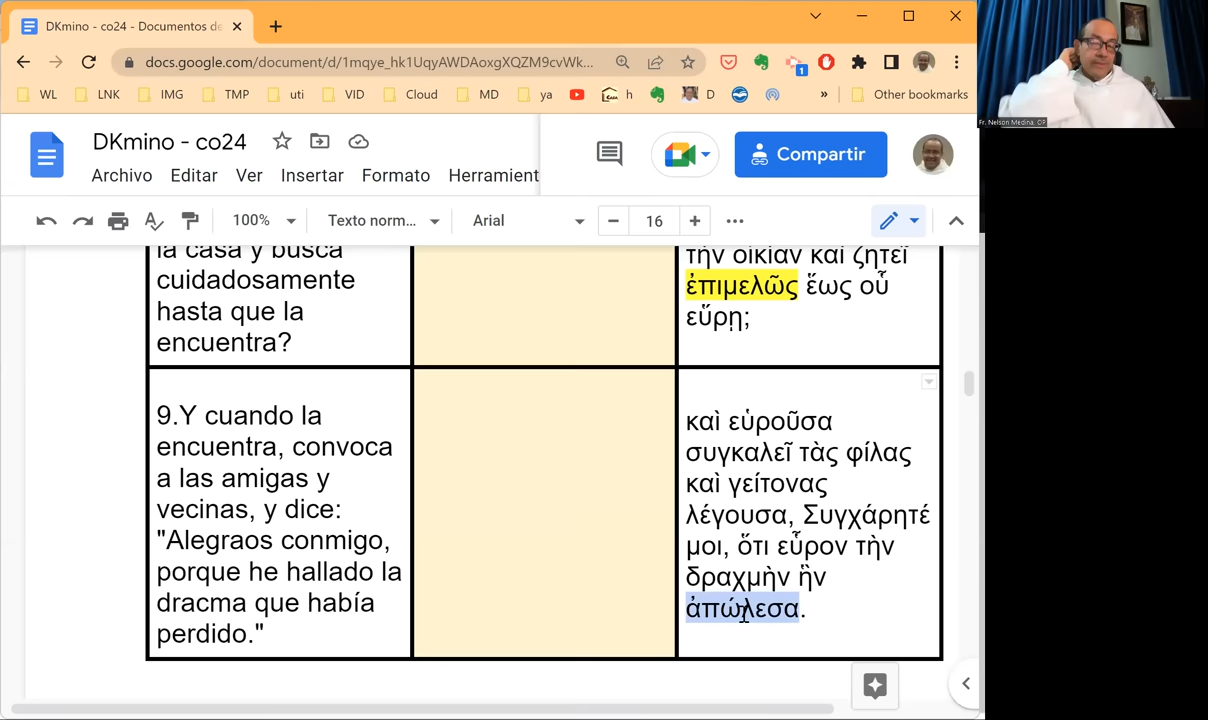 DKmino - co24 - Documentos de
docs.google.com/document/d/1mqye_hk1UqyAWDAoxgXQZM9cvWk...
WL LNK IMG TMP uti VID Cloud MD ya h D » Other bookmarks
Fr. Nelson Medina, OP
DKmino - co24
Archivo Editar Ver Insertar Formato Herramient
Compartir
100% Texto norm... Arial 16
la casa y busca
cuidadosamente
hasta que la
encuentra?
τὴν οἰκίαν καὶ ζητεῖ
ἐπιμελῶς ἕως οὗ
εὕρῃ;
9.Y cuando la
encuentra, convoca
a las amigas y
vecinas, y dice:
"Alegraos conmigo,
porque he hallado la
dracma que había
perdido."
καὶ εὑροῦσα
συγκαλεῖ τὰς φίλας
καὶ γείτονας
λέγουσα, Συγχάρητέ
μοι, ὅτι εὗρον τὴν
δραχμὴν ἣν
ἀπώλεσα.